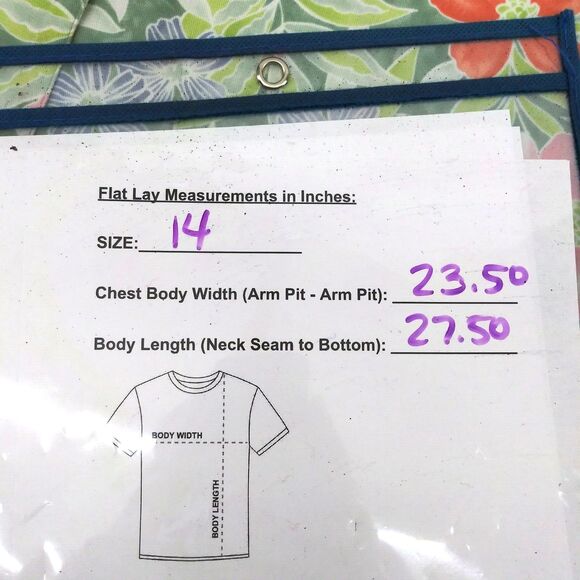 Flat Lay Measurements in Inches:
SIZE: 14
Chest Body Width (Arm Pit - Arm Pit): 23.50
Body Length (Neck Seam to Bottom): 27.50
BODY WIDTH
BODY LENGTH